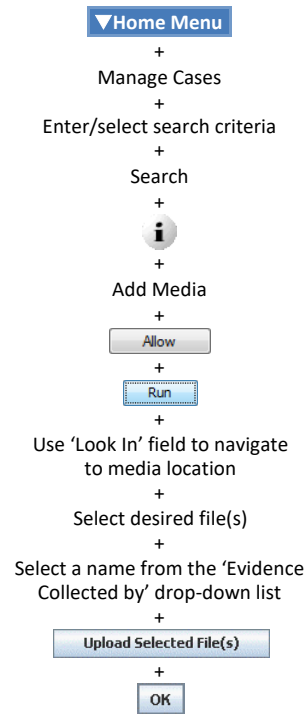 ▼Home Menu
+
Manage Cases
+
Enter/select search criteria
+
Search
+
i
+
Add Media
+
Allow
+
Run
+
Use ‘Look In’ field to navigate
to media location
+
Select desired file(s)
+
Select a name from the ‘Evidence
Collected by’ drop-down list
+
Upload Selected File(s)
+
OK